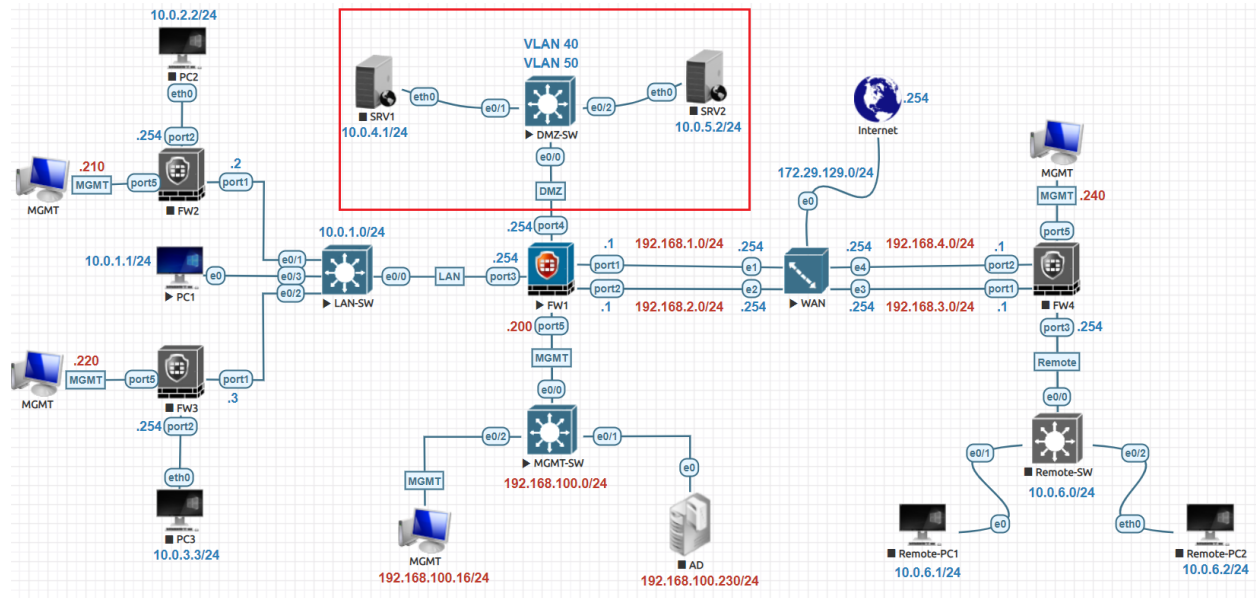 10.0.2.2/24
PC2
eth0
.254
port2
.210
MGMT
port5
.2
port1
MGMT
FW2
10.0.1.1/24
PC1
e0
10.0.1.0/24
e0/1
e0/3
e0/2
LAN-SW
e0/0
LAN
.254
port3
.220
MGMT
port5
port1
MGMT
FW3
.3
.254
port2
eth0
PC3
10.0.3.3/24
VLAN 40
VLAN 50
SRV1
10.0.4.1/24
eth0
e0/1
DMZ-SW
e0/2
eth0
SRV2
10.0.5.2/24
e0/0
DMZ
.254
port4
FW1
.1
port1
192.168.1.0/24
.254
e1
port2
.1
192.168.2.0/24
e2
.254
.200
port5
MGMT
e0/0
e0/2
e0/1
MGMT-SW
192.168.100.0/24
MGMT
MGMT
192.168.100.16/24
e0
AD
192.168.100.230/24
Internet
.254
172.29.129.0/24
e0
WAN
.254
e4
192.168.4.0/24
.1
port2
e3
.254
192.168.3.0/24
port1
.1
MGMT
MGMT
.240
port5
FW4
port3
.254
Remote
e0/0
e0/1
e0/2
Remote-SW
10.0.6.0/24
e0
Remote-PC1
10.0.6.1/24
eth0
Remote-PC2
10.0.6.2/24